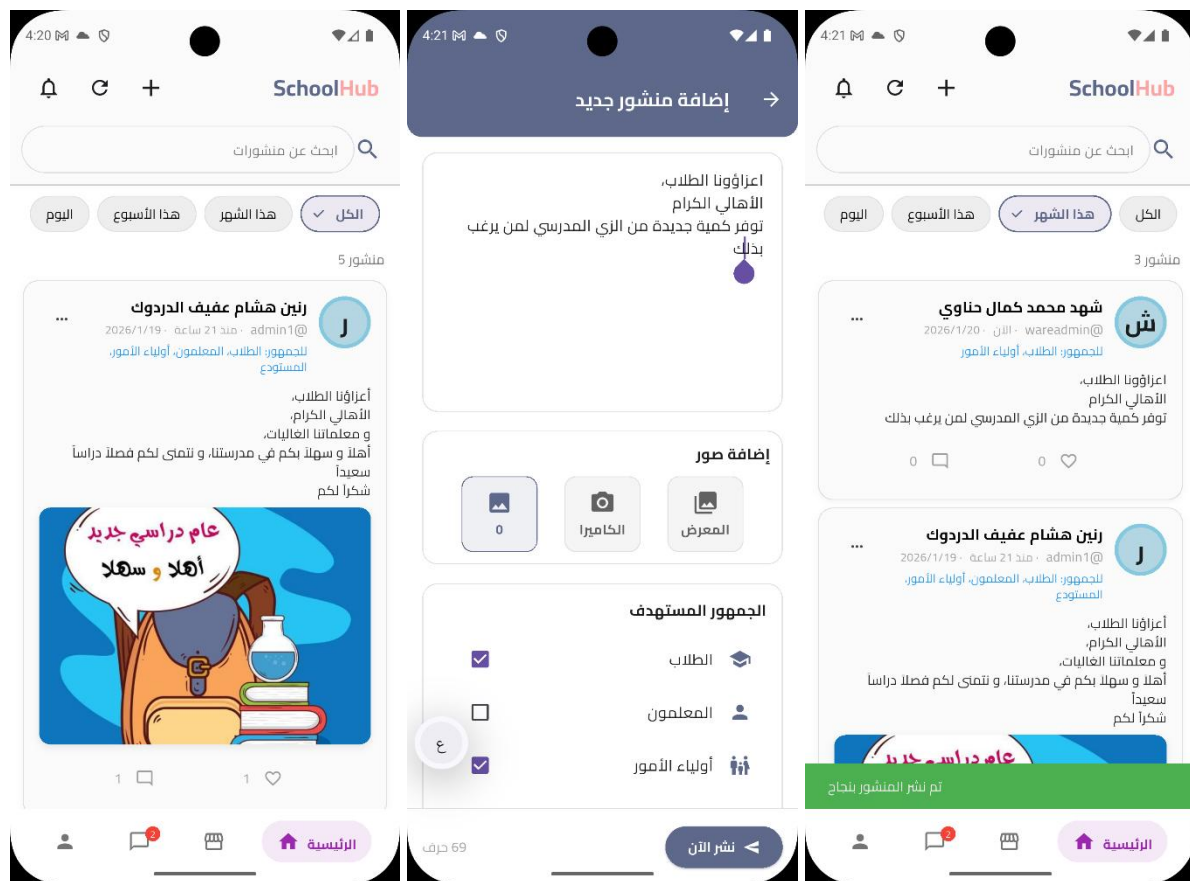 4:20
SchoolHub
ابحث عن منشورات
الكل
هذا الشهر
هذا الأسبوع
اليوم
منشور 5
رنين هشام عفيف الدردوك
@admin1 · منذ 21 ساعة · 2026/1/19
للجمهور: الطلاب، المعلمون، أولياء الأمور،
المستودع
ر
أعزاؤنا الطلاب،
الأهالي الكرام،
و معلماتنا الغاليات،
أهلاً و سهلاً بكم في مدرستنا، و نتمنى لكم فصلاً دراساً
سعيداً
شكراً لكم
عام دراسي جديد
أهلا و سهلا
1
1
الرئيسية
2
4:21
إضافة منشور جديد
اعزاؤونا الطلاب،
الأهالي الكرام
توفر كمية جديدة من الزي المدرسي لمن يرغب
بذلك
إضافة صور
المعرض
الكاميرا
0
الجمهور المستهدف
الطلاب
المعلمون
ع
أولياء الأمور
نشر الآن
69 حرف
4:21
SchoolHub
ابحث عن منشورات
الكل
هذا الشهر
هذا الأسبوع
اليوم
منشور 3
شهد محمد كمال حناوي
@wareadmin · الآن · 2026/1/20
للجمهور: الطلاب، أولياء الأمور
ش
اعزاؤونا الطلاب،
الأهالي الكرام
توفر كمية جديدة من الزي المدرسي لمن يرغب بذلك
0
0
رنين هشام عفيف الدردوك
@admin1 · منذ 21 ساعة · 2026/1/19
للجمهور: الطلاب، المعلمون، أولياء الأمور،
المستودع
ر
أعزاؤنا الطلاب،
الأهالي الكرام،
و معلماتنا الغاليات،
أهلاً و سهلاً بكم في مدرستنا، و نتمنى لكم فصلاً دراساً
سعيداً
شكراً لكم
عام دراسي جديد
تم نشر المنشور بنجاح
الرئيسية
2